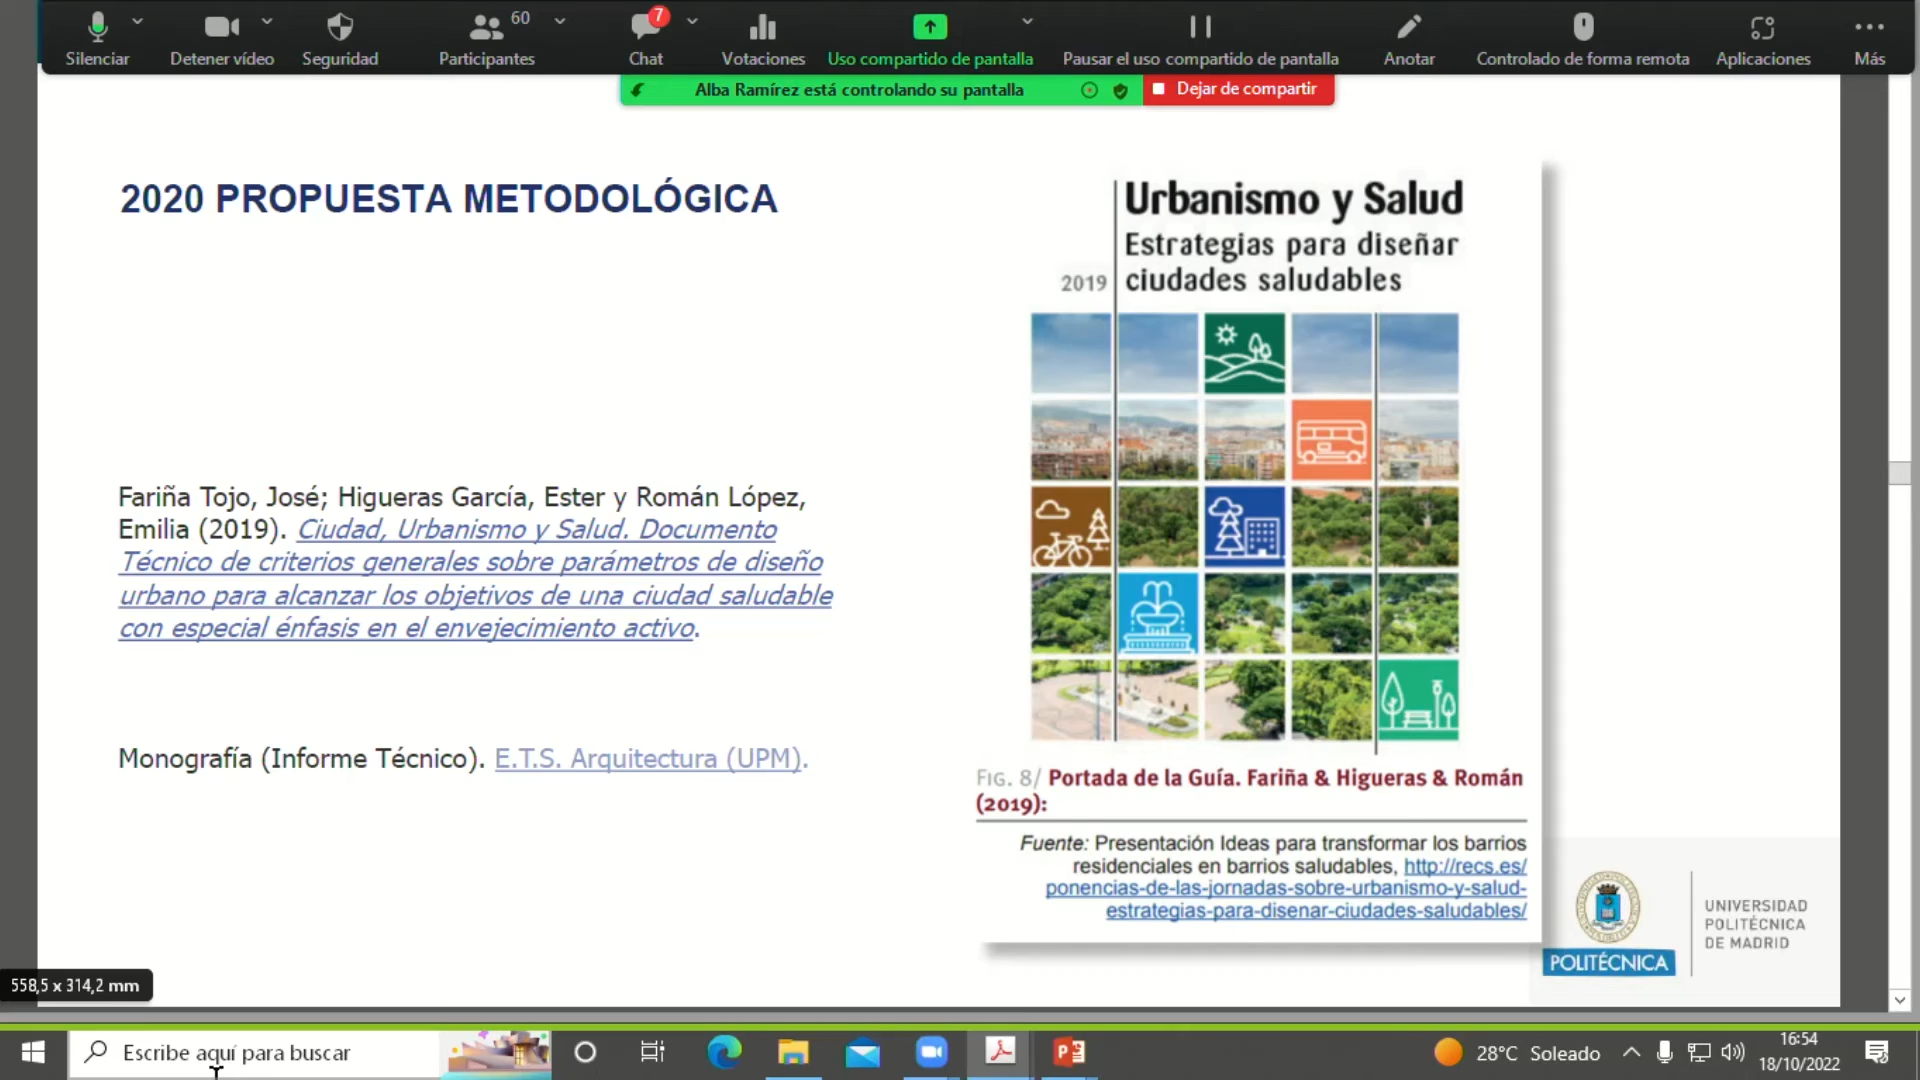 60
7
Silenciar
Detener vídeo
Seguridad
Participantes
Chat
Votaciones
Uso compartido de pantalla
Pausar el uso compartido de pantalla
Anotar
Controlado de forma remota
Aplicaciones
Más
Alba Ramírez está controlando su pantalla
Dejar de compartir
2020 PROPUESTA METODOLÓGICA
Fariña Tojo, José; Higueras García, Ester y Román López,
Emilia (2019). Ciudad, Urbanismo y Salud. Documento
Técnico de criterios generales sobre parámetros de diseño
urbano para alcanzar los objetivos de una ciudad saludable
con especial énfasis en el envejecimiento activo.
Monografía (Informe Técnico). E.T.S. Arquitectura (UPM).
Urbanismo y Salud
Estrategias para diseñar
2019 ciudades saludables
FIG. 8/ Portada de la Guía. Fariña & Higueras & Román
(2019):
Fuente: Presentación Ideas para transformar los barrios
residenciales en barrios saludables, http://recs.es/
ponencias-de-las-jornadas-sobre-urbanismo-y-salud-
estrategias-para-disenar-ciudades-saludables/
POLITÉCNICA
UNIVERSIDAD
POLITÉCNICA
DE MADRID
558,5 x 314,2 mm
Escribe aquí para buscar
28°C Soleado
16:54
18/10/2022